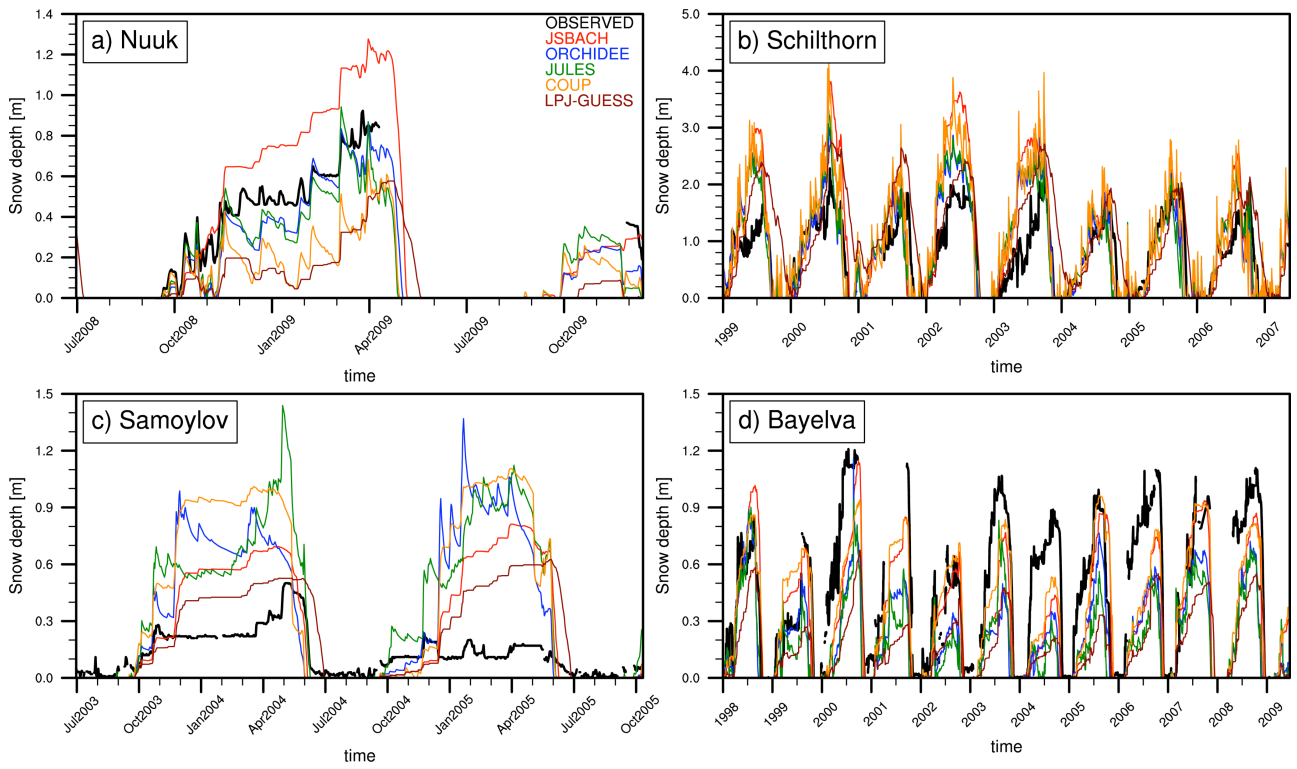 a) Nuuk
OBSERVED
JSBACH
ORCHIDEE
JULES
COUP
LPJ-GUESS
Snow depth [m]
1.4
1.2
1.0
0.8
0.6
0.4
0.2
0.0
Jul2008
Oct2008
Jan2009
Apr2009
Jul2009
Oct2009
time
b) Schilthorn
Snow depth [m]
5.0
4.0
3.0
2.0
1.0
0.0
1999
2000
2001
2002
2003
2004
2005
2006
2007
time
c) Samoylov
Snow depth [m]
1.5
1.2
0.9
0.6
0.3
0.0
Jul2003
Oct2003
Jan2004
Apr2004
Jul2004
Oct2004
Jan2005
Apr2005
Jul2005
Oct2005
time
d) Bayelva
Snow depth [m]
1.5
1.2
0.9
0.6
0.3
0.0
1998
1999
2000
2001
2002
2003
2004
2005
2006
2007
2008
2009
time